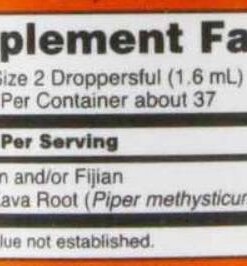 plement Fa
Size 2 Droppersful (1.6 mL)
Per Container about 37
Per Serving
n and/or Fijian
ava Root (Piper methysticum
lue not established.